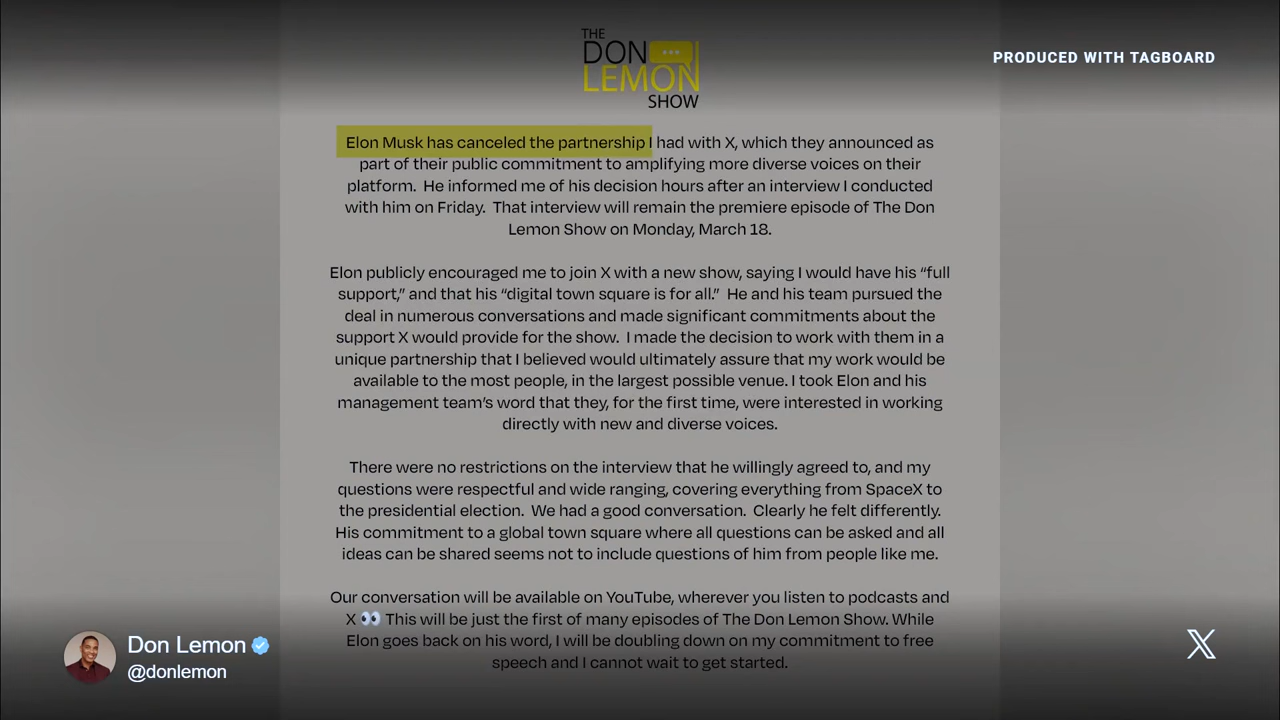 THE
DON
LEMON
SHOW
PRODUCED WITH TAGBOARD
Elon Musk has canceled the partnership I had with X, which they announced as
part of their public commitment to amplifying more diverse voices on their
platform.  He informed me of his decision hours after an interview I conducted
with him on Friday.  That interview will remain the premiere episode of The Don
Lemon Show on Monday, March 18.
Elon publicly encouraged me to join X with a new show, saying I would have his “full
support,” and that his “digital town square is for all.”  He and his team pursued the
deal in numerous conversations and made significant commitments about the
support X would provide for the show.  I made the decision to work with them in a
unique partnership that I believed would ultimately assure that my work would be
available to the most people, in the largest possible venue. I took Elon and his
management team’s word that they, for the first time, were interested in working
directly with new and diverse voices.
There were no restrictions on the interview that he willingly agreed to, and my
questions were respectful and wide ranging, covering everything from SpaceX to
the presidential election.  We had a good conversation.  Clearly he felt differently.
His commitment to a global town square where all questions can be asked and all
ideas can be shared seems not to include questions of him from people like me.
Our conversation will be available on YouTube, wherever you listen to podcasts and
X 👀 This will be just the first of many episodes of The Don Lemon Show. While
Elon goes back on his word, I will be doubling down on my commitment to free
speech and I cannot wait to get started.
Don Lemon
@donlemon
X